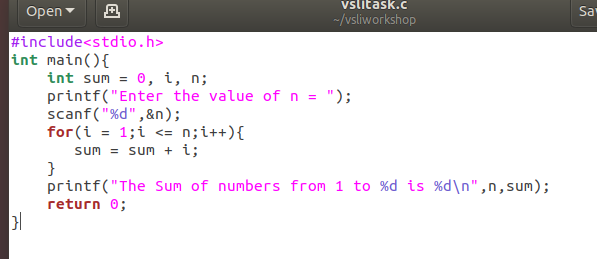 Open
vslitask.c
Sa
~/vsliworkshop
#include<stdio.h>
int main(){
    int sum = 0, i, n;
    printf("Enter the value of n = ");
    scanf("%d",&n);
    for(i = 1;i <= n;i++){
       sum = sum + i;
    }
    printf("The Sum of numbers from 1 to %d is %d\n",n,sum);
    return 0;
}